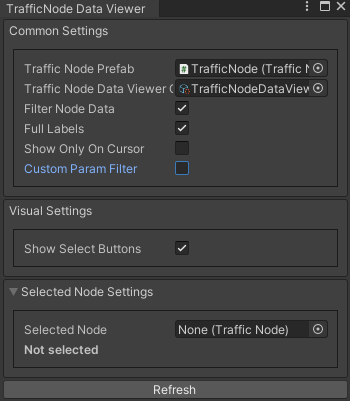 TrafficNode Data Viewer
Common Settings
Traffic Node Prefab
TrafficNode (Traffic N
Traffic Node Data Viewer C
TrafficNodeDataView
Filter Node Data
Full Labels
Show Only On Cursor
Custom Param Filter
Visual Settings
Show Select Buttons
Selected Node Settings
Selected Node
None (Traffic Node)
Not selected
Refresh